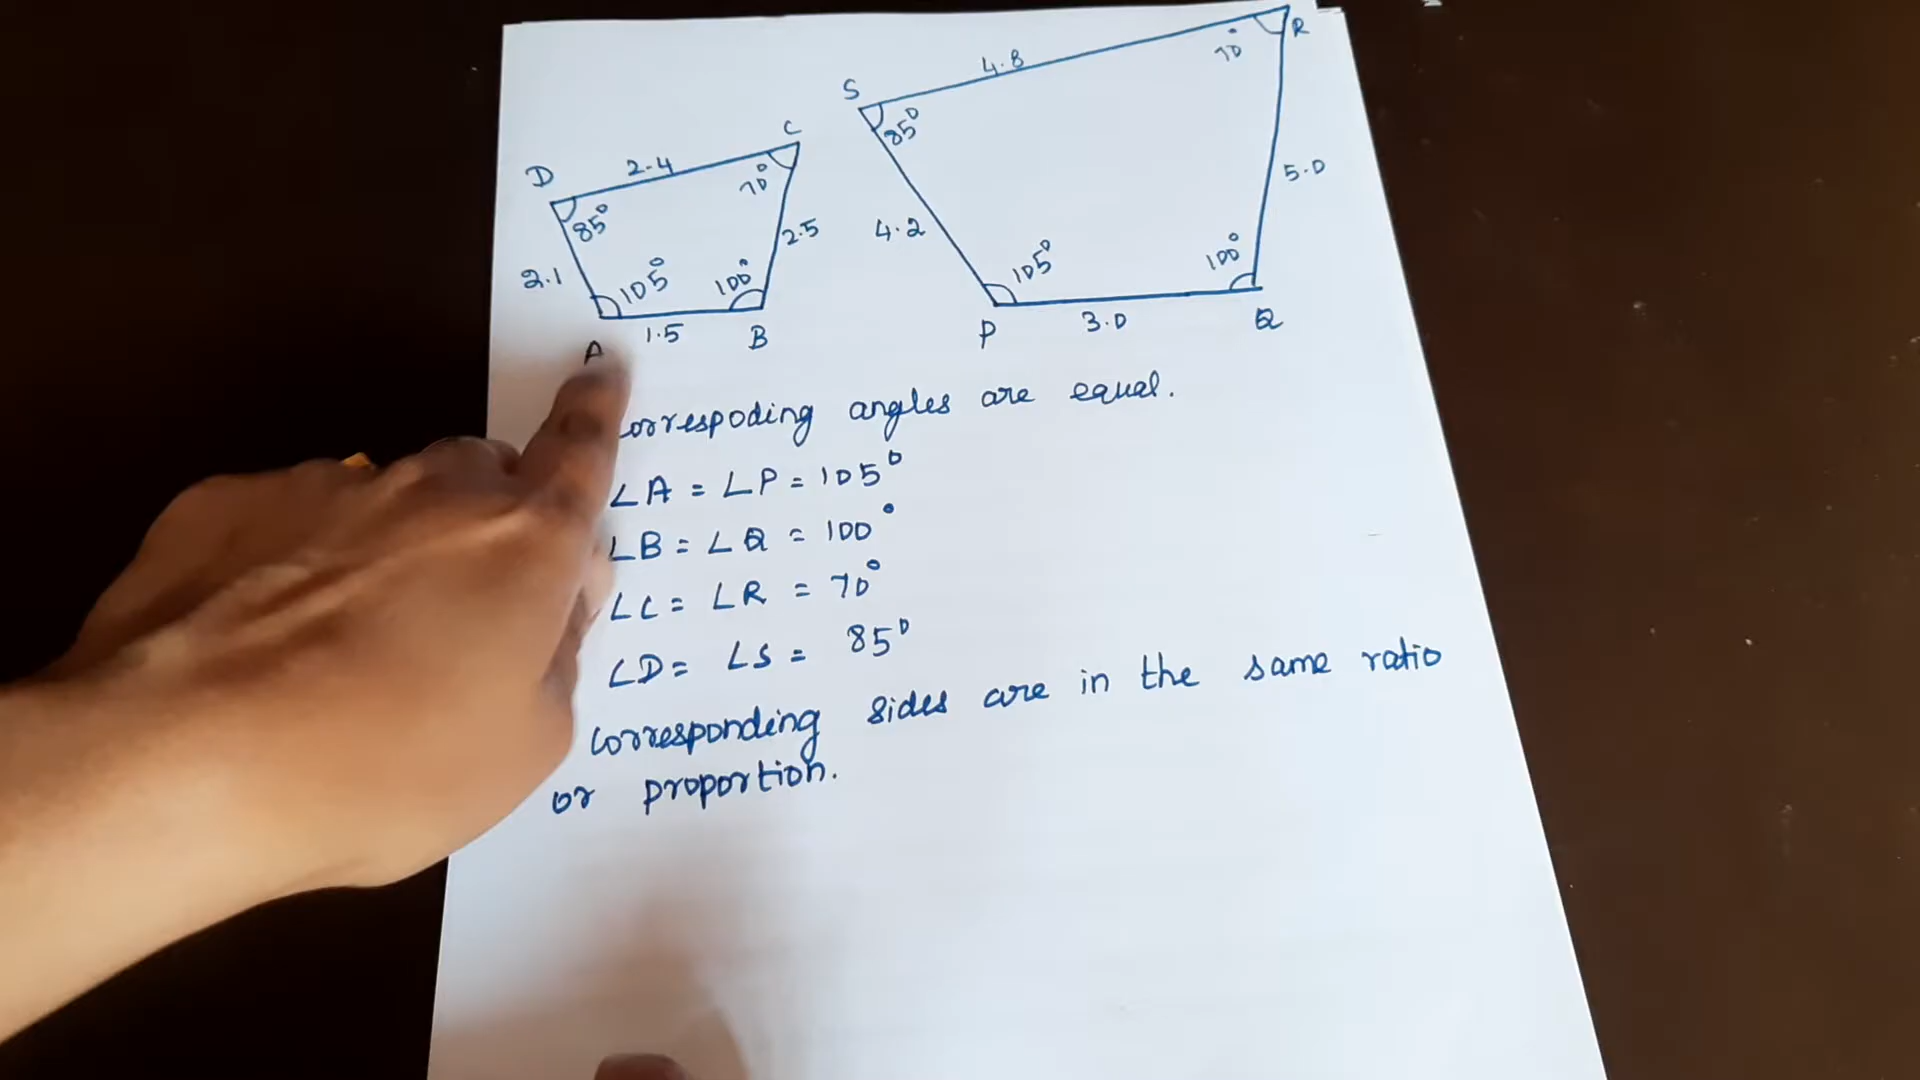 R
70°
4.8
S
85°
C
D
2.4
70°
5.0
85°
2.5
4.2
2.1
105°
100°
105°
100°
1.5
3.0
A
B
P
Q
orrespoding angles are equal.
∠A = ∠P = 105°
∠B = ∠Q = 100°
∠C = ∠R = 70°
∠D = ∠S = 85°
Corresponding sides are in the same ratio
or proportion.